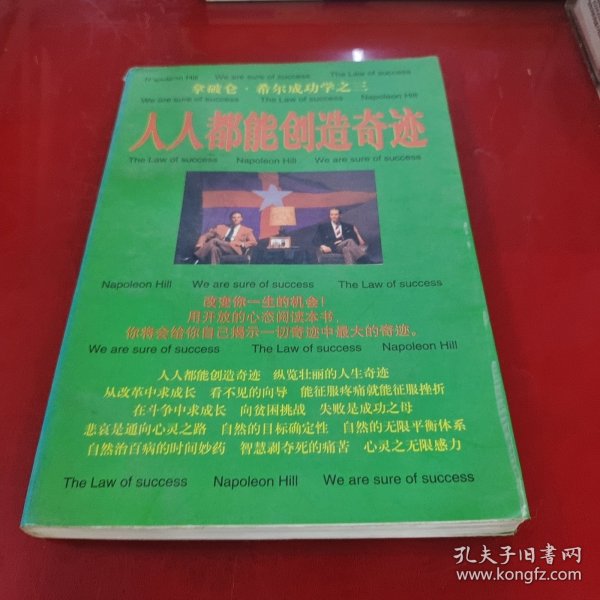 Napoleon Hill We are sure of success The Law of success
拿破仑·希尔成功学之三
We are sure of success The Law of success Napoleon Hill
人人都能创造奇迹
The Law of success Napoleon Hill We are sure of success
Napoleon Hill We are sure of success The Law of success
改变你一生的机会！
用开放的心态阅读本书，
你将会给你自己揭示一切奇迹中最大的奇迹。
We are sure of success The Law of success Napoleon Hill
人人都能创造奇迹 纵览壮丽的人生奇迹
从改革中求成长 看不见的向导 能征服疼痛就能征服挫折
在斗争中求成长 向贫困挑战 失败是成功之母
悲哀是通向心灵之路 自然的目标确定性 自然的无限平衡体系
自然治百病的时间妙药 智慧剥夺死的痛苦 心灵之无限感力
The Law of success Napoleon Hill We are sure of success
孔夫子旧书网
www.kongfz.com